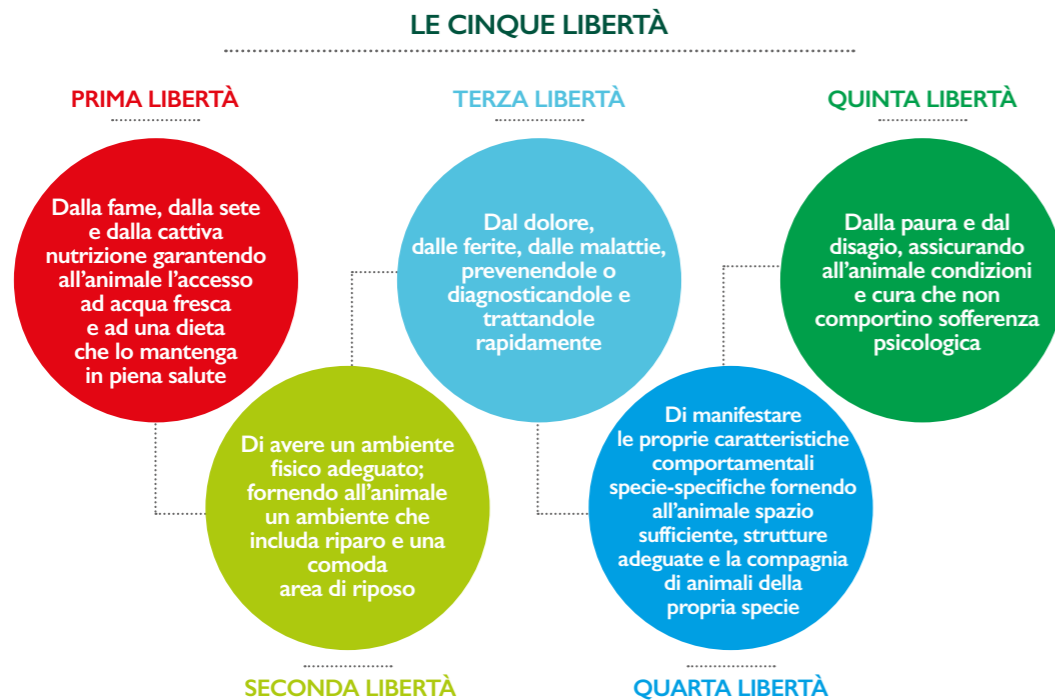 LE CINQUE LIBERTÀ
PRIMA LIBERTÀ
Dalla fame, dalla sete
e dalla cattiva
nutrizione garantendo
all'animale l'accesso
ad acqua fresca
e ad una dieta
che lo mantenga
in piena salute
SECONDA LIBERTÀ
Di avere un ambiente
fisico adeguato;
fornendo all'animale
un ambiente che
includa riparo e una
comoda
area di riposo
TERZA LIBERTÀ
Dal dolore,
dalle ferite, dalle malattie,
prevenendole o
diagnosticandole e
trattandole
rapidamente
QUARTA LIBERTÀ
Di manifestare
le proprie caratteristiche
comportamentali
specie-specifiche fornendo
all'animale spazio
sufficiente, strutture
adeguate e la compagnia
di animali della
propria specie
QUINTA LIBERTÀ
Dalla paura e dal
disagio, assicurando
all'animale condizioni
e cura che non
comportino sofferenza
psicologica